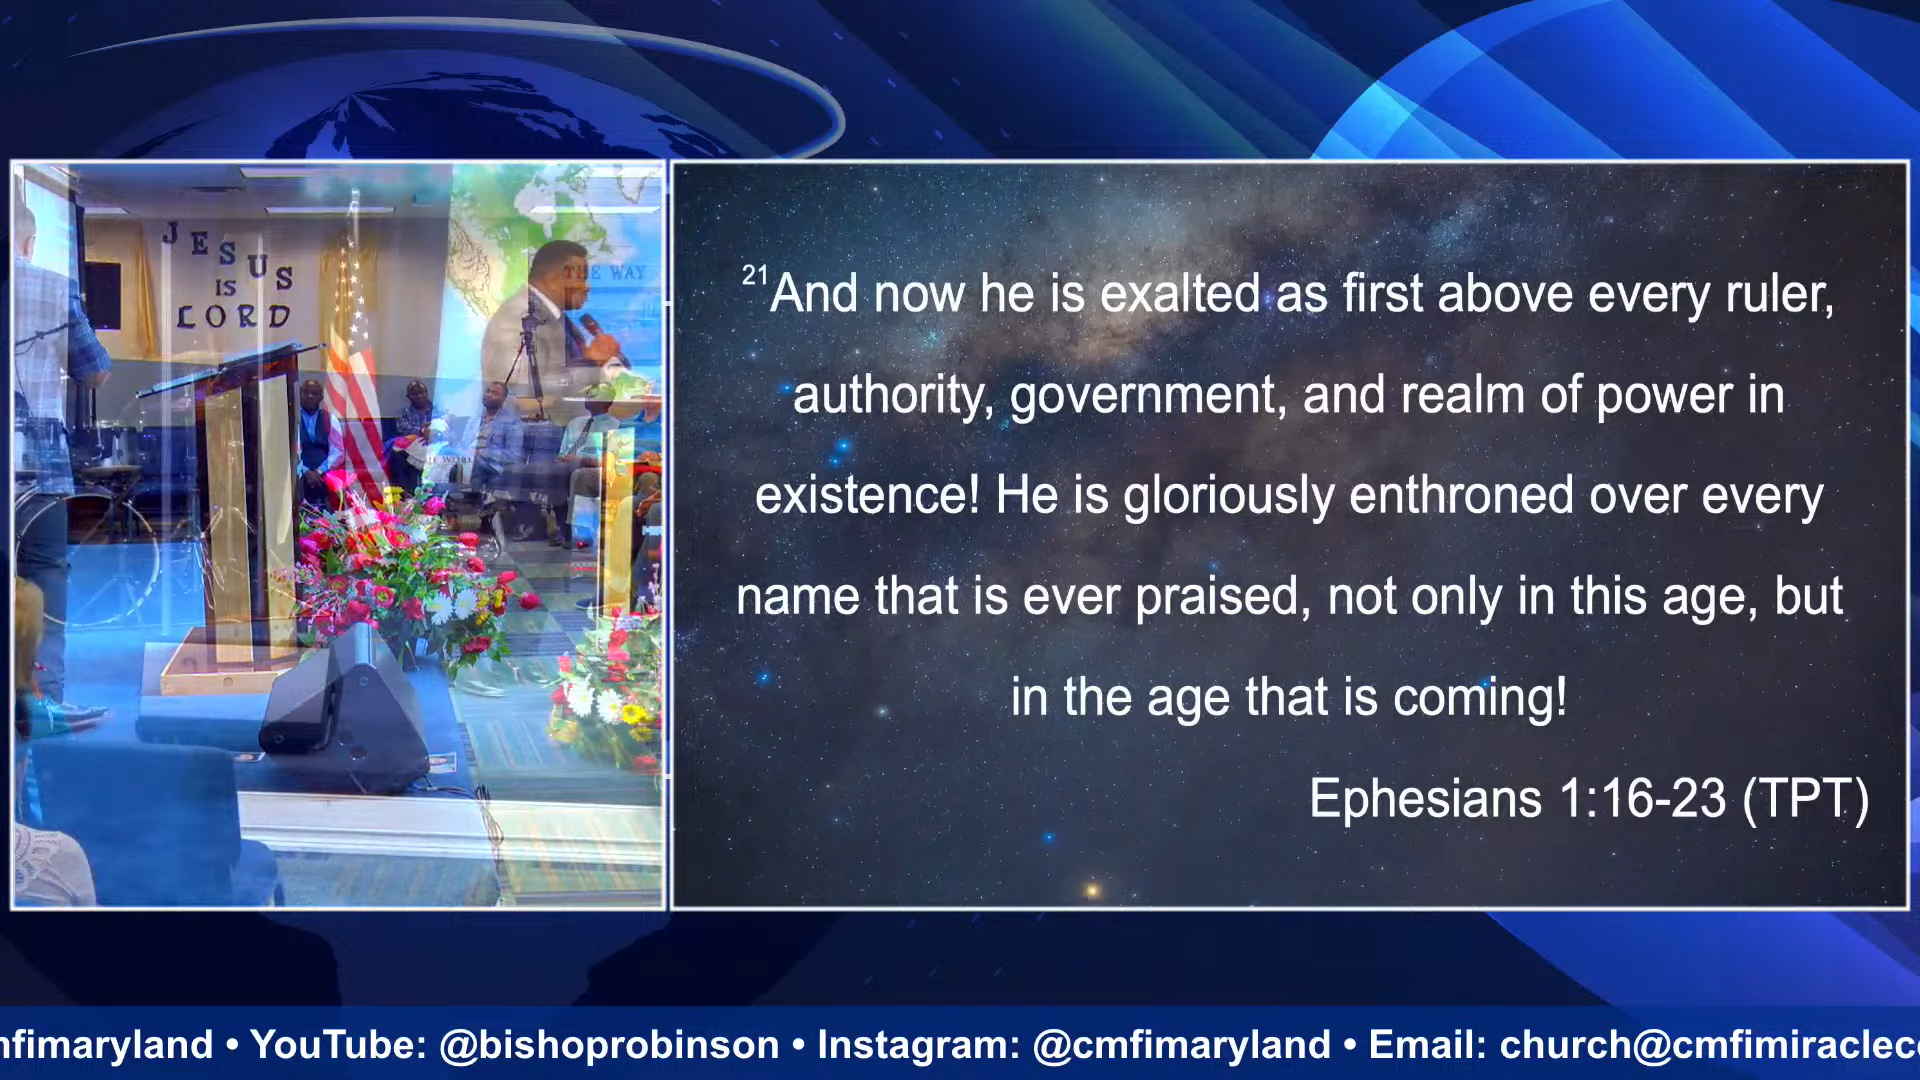 JESUS
IS
LORD
THE WAY
21And now he is exalted as first above every ruler,
authority, government, and realm of power in
existence! He is gloriously enthroned over every
name that is ever praised, not only in this age, but
in the age that is coming!
Ephesians 1:16-23 (TPT)
mfimaryland • YouTube: @bishoprobinson • Instagram: @cmfimaryland • Email: church@cmfimiraclec